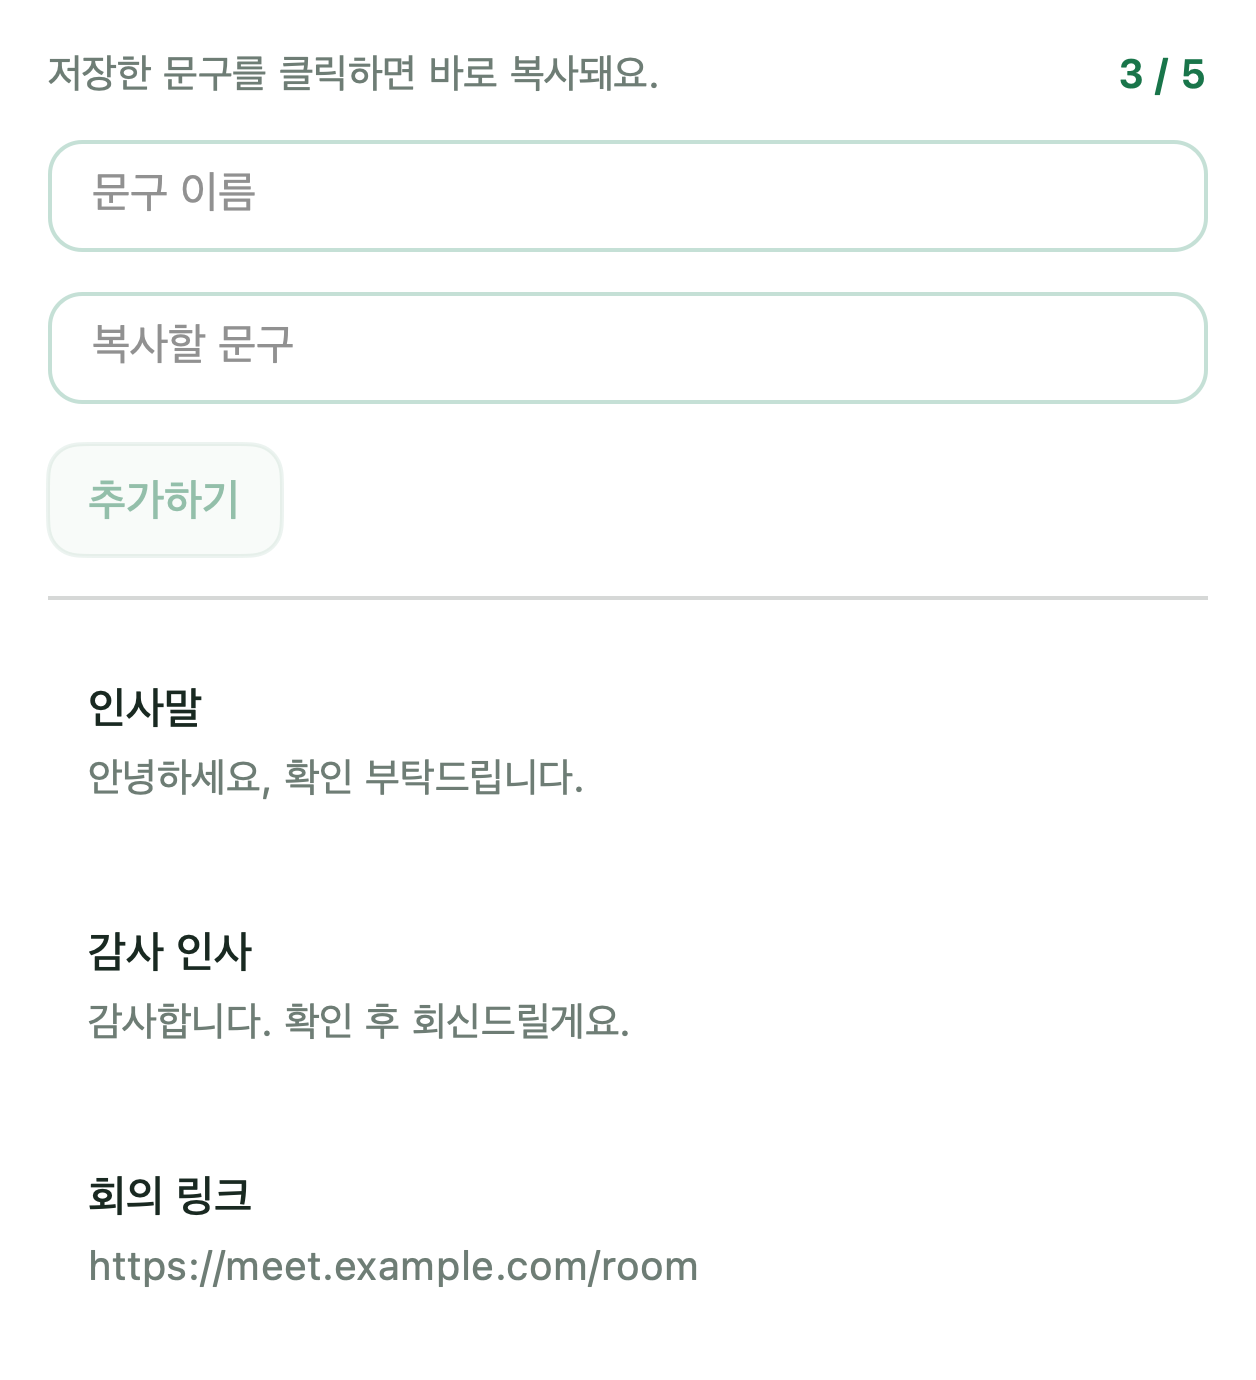 저장한 문구를 클릭하면 바로 복사돼요. 3 / 5
문구 이름
복사할 문구
추가하기
인사말
안녕하세요, 확인 부탁드립니다.
감사 인사
감사합니다. 확인 후 회신드릴게요.
회의 링크
https://meet.example.com/room